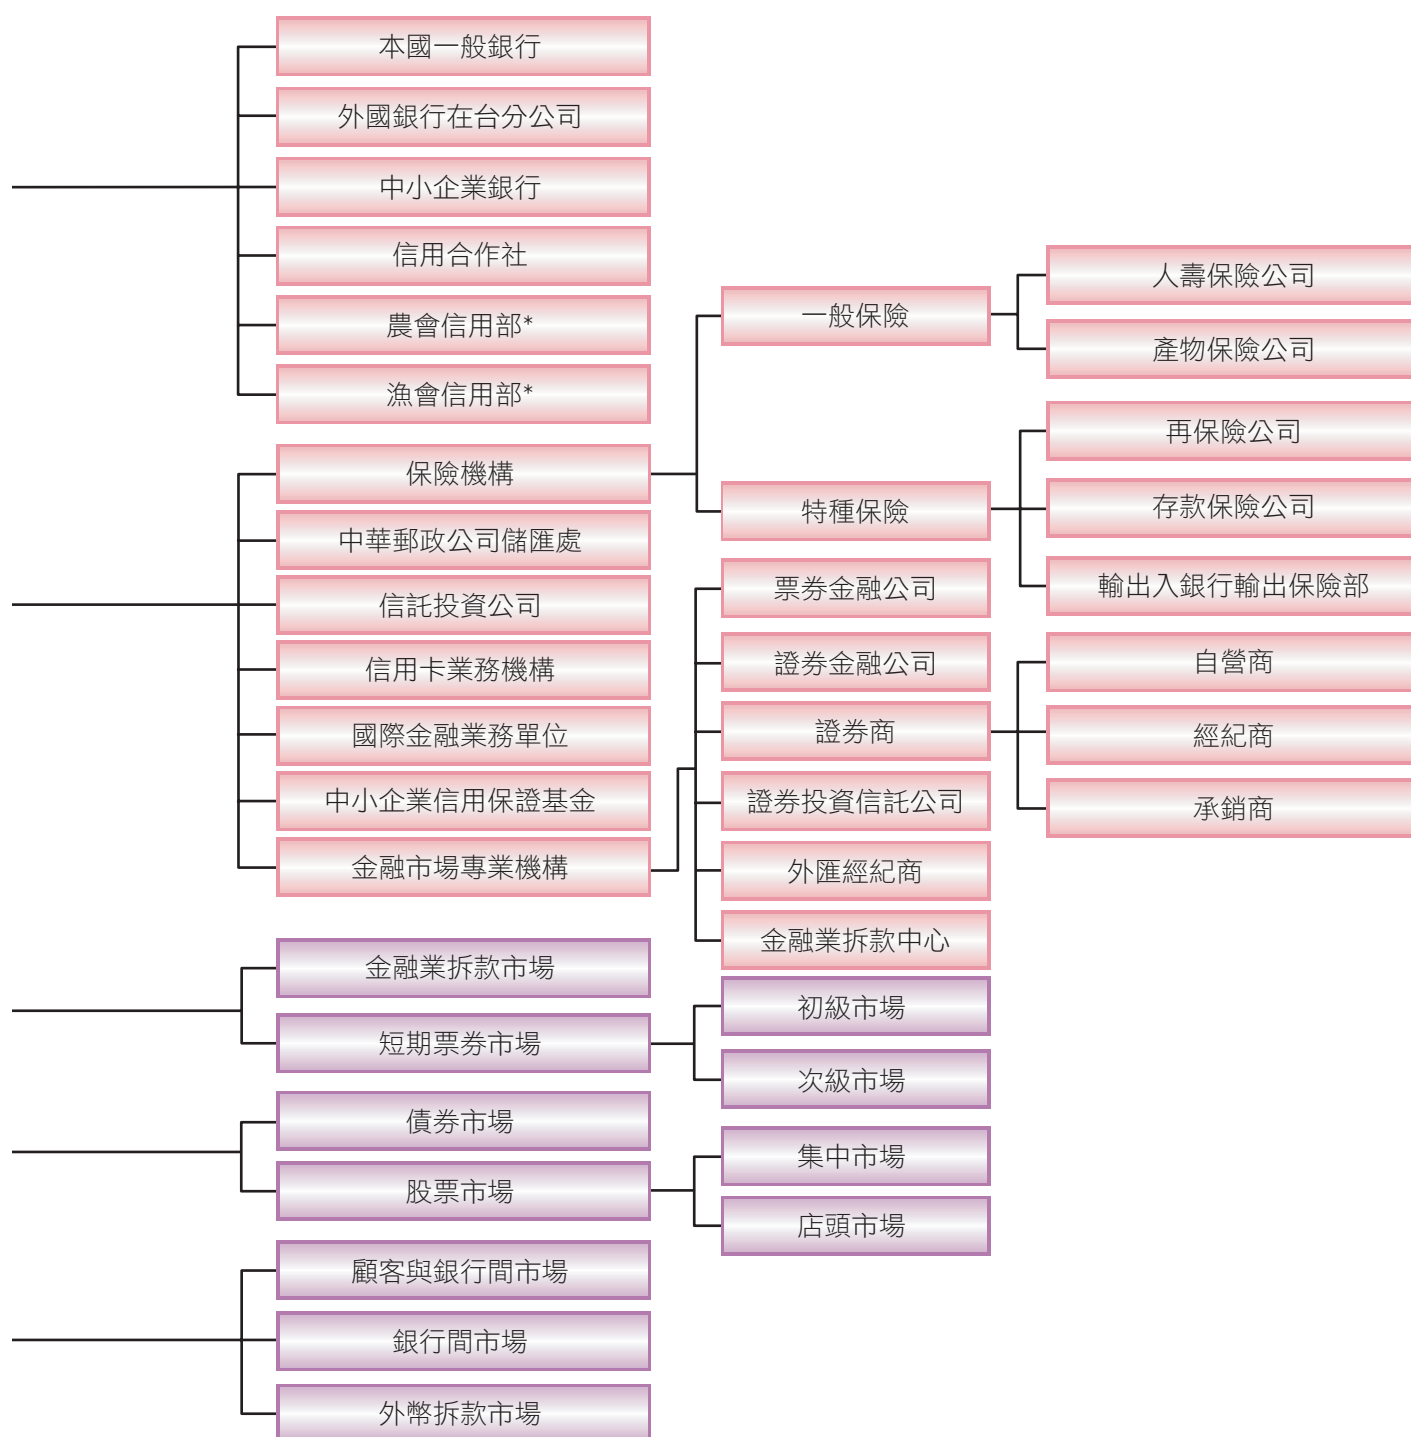 本國一般銀行
外國銀行在台分公司
中小企業銀行
信用合作社
農會信用部*
漁會信用部*
保險機構
中華郵政公司儲匯處
信託投資公司
信用卡業務機構
國際金融業務單位
中小企業信用保證基金
金融市場專業機構
金融業拆款市場
短期票券市場
債券市場
股票市場
顧客與銀行間市場
銀行間市場
外幣拆款市場
一般保險
特種保險
票券金融公司
證券金融公司
證券商
證券投資信託公司
外匯經紀商
金融業拆款中心
初級市場
次級市場
集中市場
店頭市場
人壽保險公司
產物保險公司
再保險公司
存款保險公司
輸出入銀行輸出保險部
自營商
經紀商
承銷商